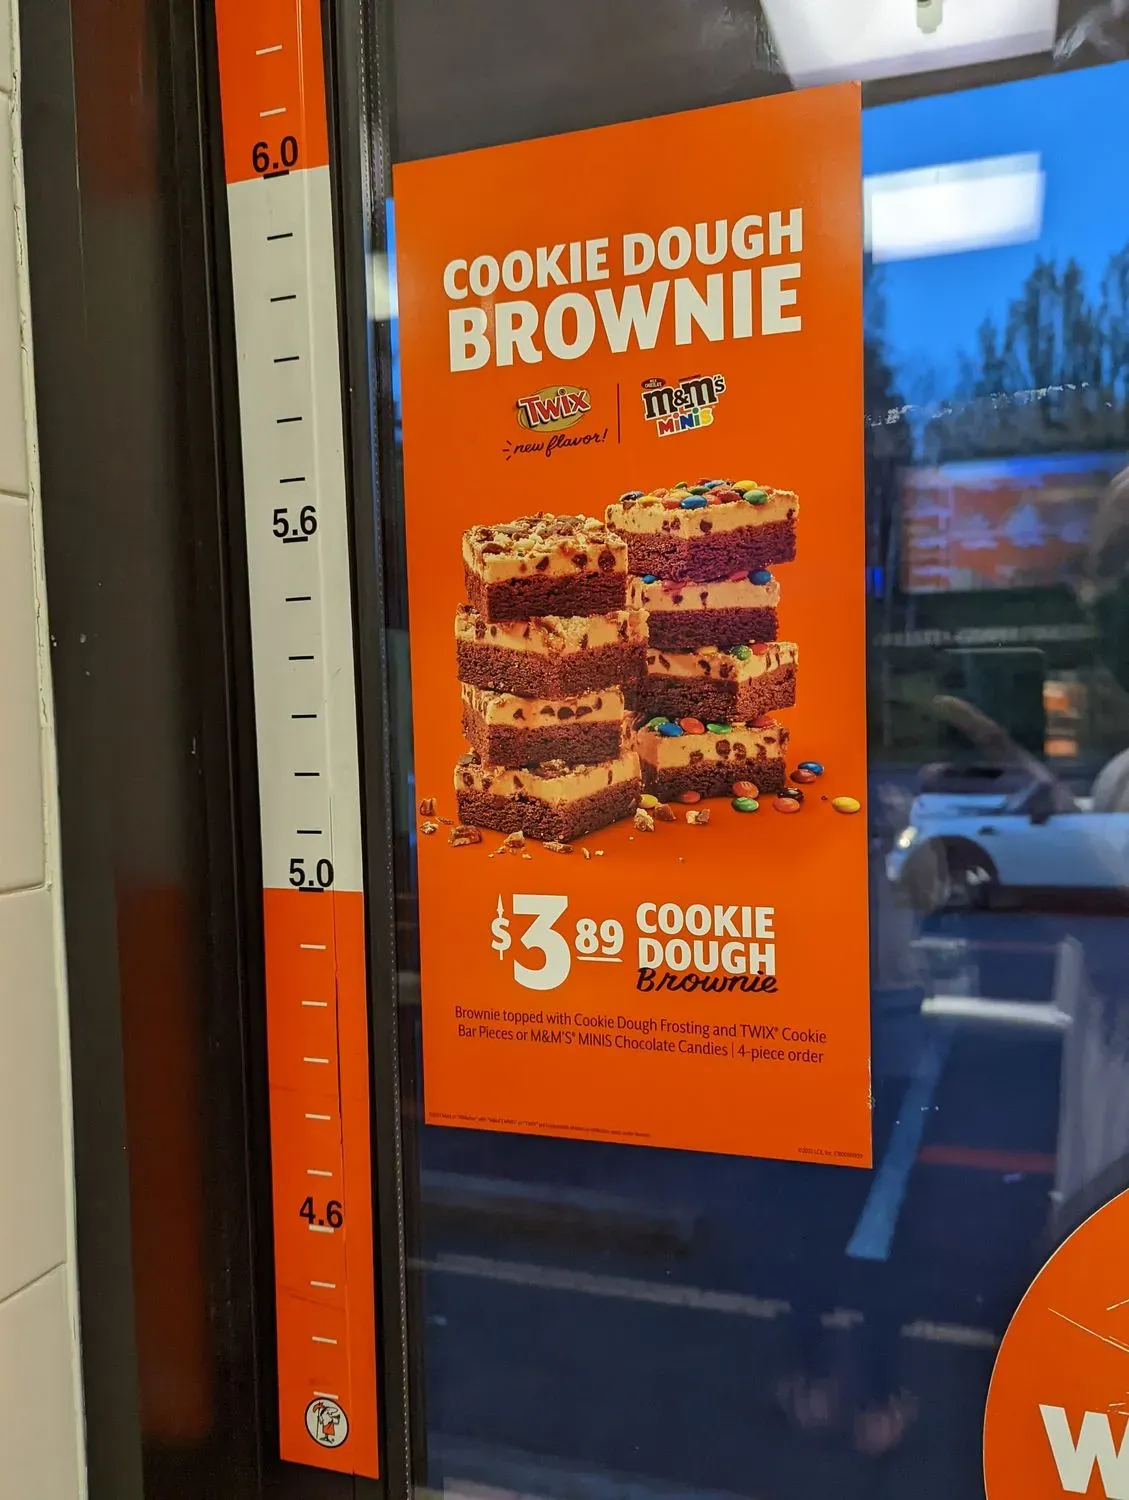 6.0
5.6
5.0
4.6
COOKIE DOUGH
BROWNIE
TWIX
new flavor!
m&m's
MINIS
$3 89
COOKIE
DOUGH
Brownie
Brownie topped with Cookie Dough Frosting and TWIX® Cookie
Bar Pieces or M&M'S® MINIS Chocolate Candies | 4-piece order
W